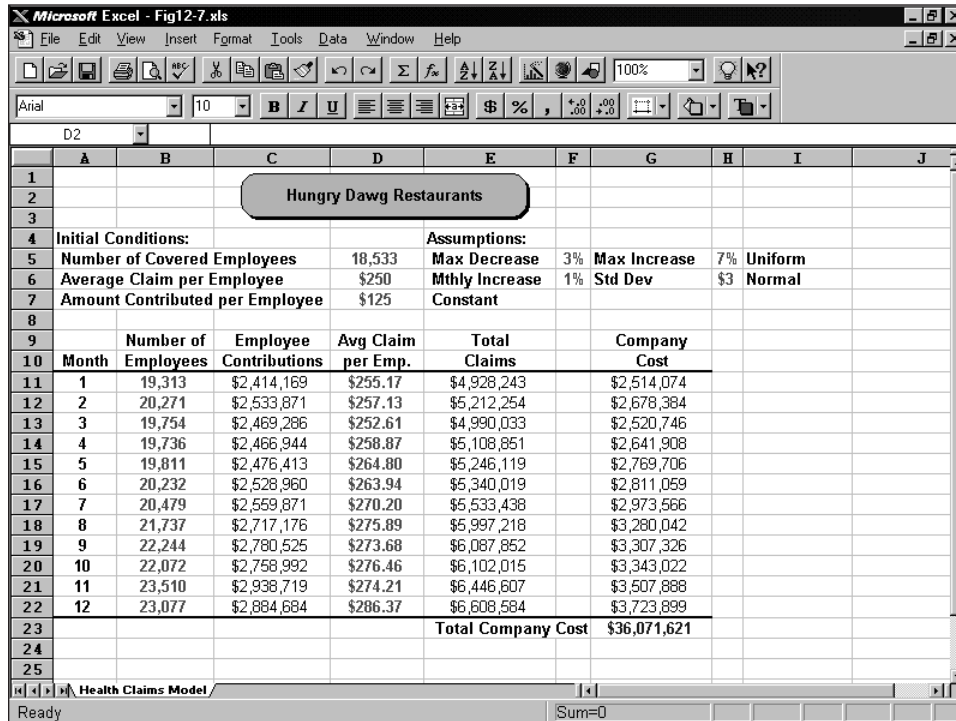 Microsoft Excel - Fig12-7.xls
File Edit View Insert Format Tools Data Window Help
100%
Arial 10 B I U $ % ,
D2
A B C D E F G H I J
1
2 Hungry Dawg Restaurants
3
4 Initial Conditions: Assumptions:
5 Number of Covered Employees 18,533 Max Decrease 3% Max Increase 7% Uniform
6 Average Claim per Employee $250 Mthly Increase 1% Std Dev $3 Normal
7 Amount Contributed per Employee $125 Constant
8
9 Number of Employee Avg Claim Total Company
10 Month Employees Contributions per Emp. Claims Cost
11 1 19,313 $2,414,169 $255.17 $4,928,243 $2,514,074
12 2 20,271 $2,533,871 $257.13 $5,212,254 $2,678,384
13 3 19,754 $2,469,286 $252.61 $4,990,033 $2,520,746
14 4 19,736 $2,466,944 $258.87 $5,108,851 $2,641,908
15 5 19,811 $2,476,413 $264.80 $5,246,119 $2,769,706
16 6 20,232 $2,528,960 $263.94 $5,340,019 $2,811,059
17 7 20,479 $2,559,871 $270.20 $5,533,438 $2,973,566
18 8 21,737 $2,717,176 $275.89 $5,997,218 $3,280,042
19 9 22,244 $2,780,525 $273.68 $6,087,852 $3,307,326
20 10 22,072 $2,758,992 $276.46 $6,102,015 $3,343,022
21 11 23,510 $2,938,719 $274.21 $6,446,607 $3,507,888
22 12 23,077 $2,884,684 $286.37 $6,608,584 $3,723,899
23 Total Company Cost $36,071,621
24
25
Health Claims Model
Ready Sum=0